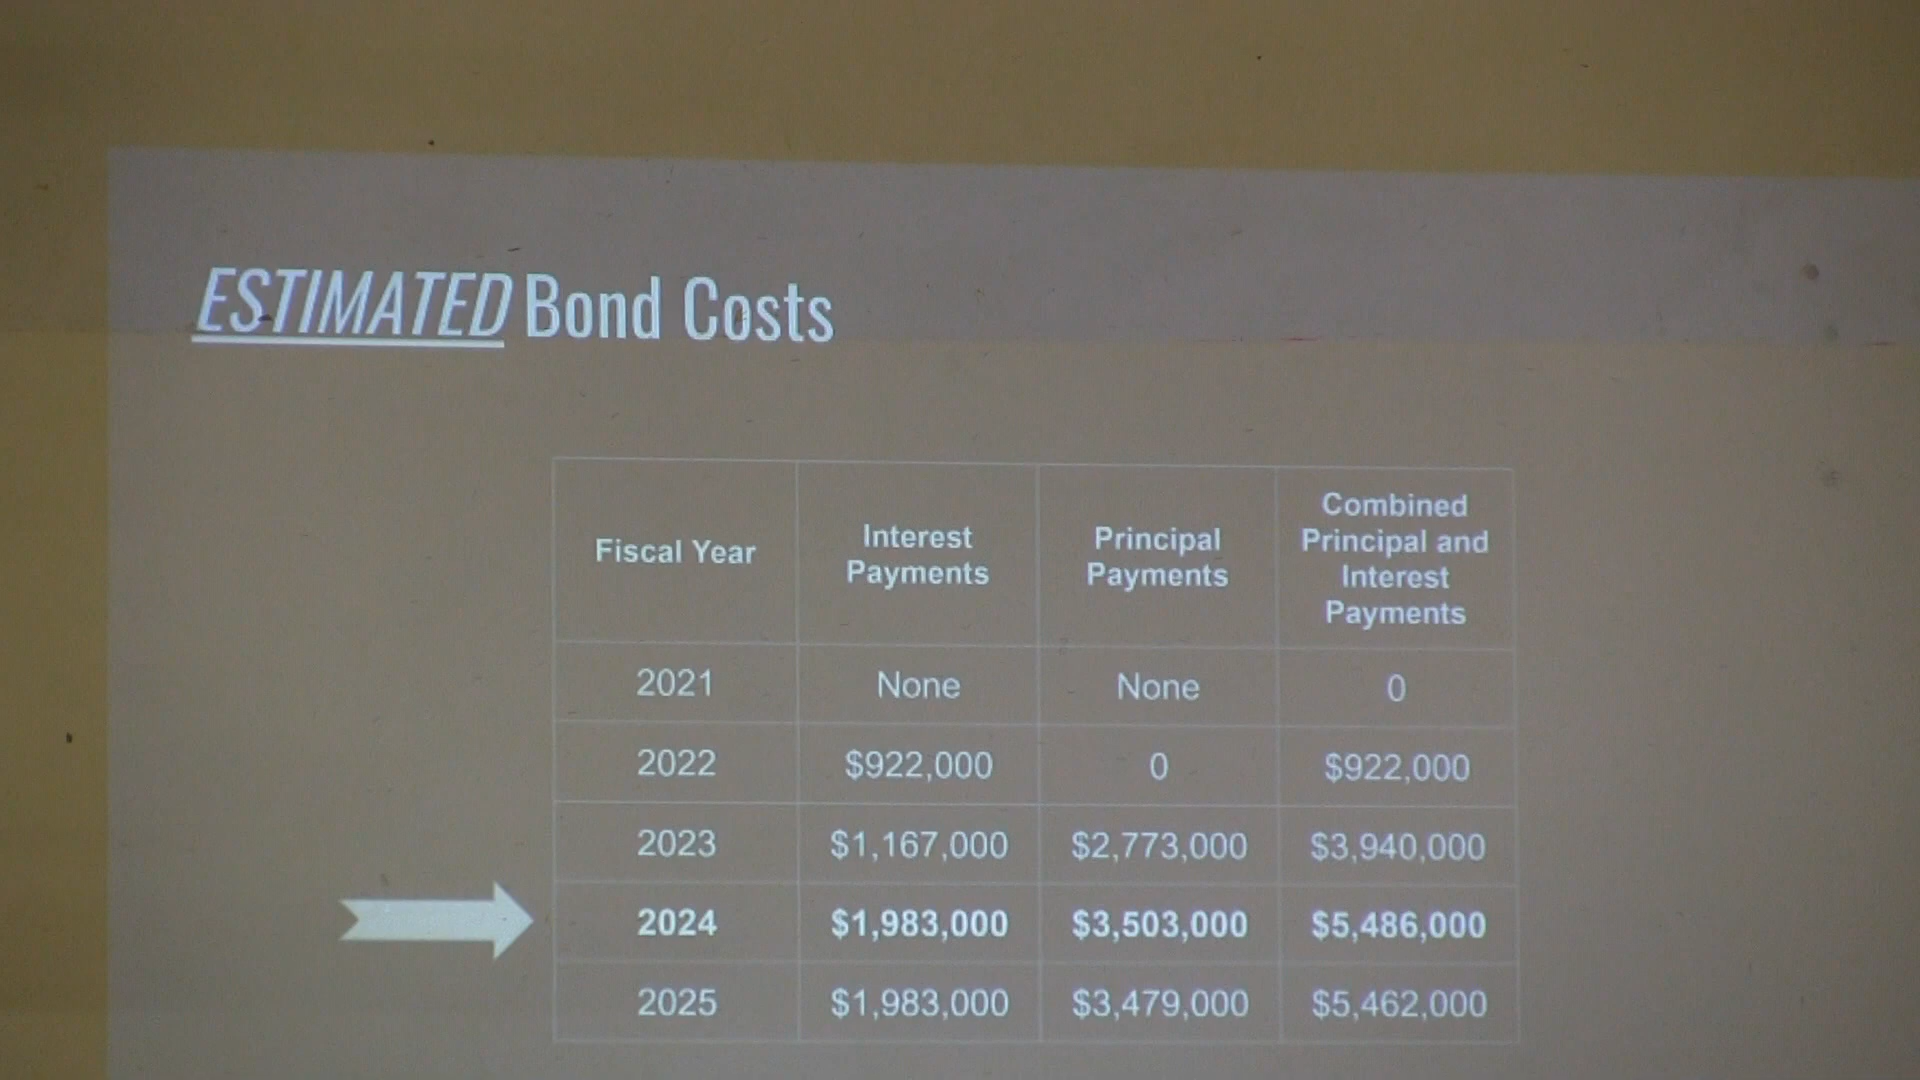 ESTIMATED Bond Costs
Fiscal Year
Interest
Payments
Principal
Payments
Combined
Principal and
Interest
Payments
2021 None None 0
2022 $922,000 0 $922,000
2023 $1,167,000 $2,773,000 $3,940,000
2024 $1,983,000 $3,503,000 $5,486,000
2025 $1,983,000 $3,479,000 $5,462,000